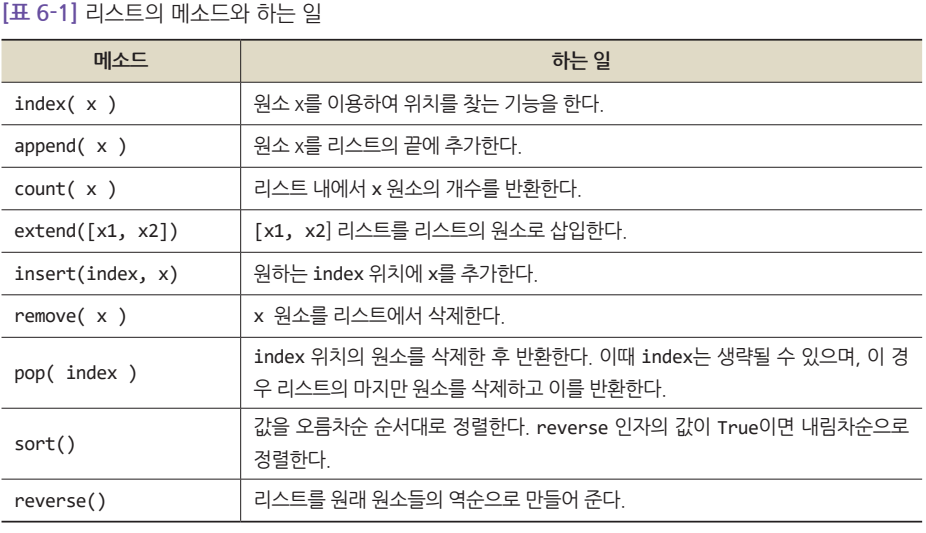 [표 6-1] 리스트의 메소드와 하는 일
메소드 하는 일
index( x ) 원소 x를 이용하여 위치를 찾는 기능을 한다.
append( x ) 원소 x를 리스트의 끝에 추가한다.
count( x ) 리스트 내에서 x 원소의 개수를 반환한다.
extend([x1, x2]) [x1, x2] 리스트를 리스트의 원소로 삽입한다.
insert(index, x) 원하는 index 위치에 x를 추가한다.
remove( x ) x 원소를 리스트에서 삭제한다.
pop( index ) index 위치의 원소를 삭제한 후 반환한다. 이때 index는 생략될 수 있으며, 이 경
우 리스트의 마지만 원소를 삭제하고 이를 반환한다.
sort() 값을 오름차순 순서대로 정렬한다. reverse 인자의 값이 True이면 내림차순으로
정렬한다.
reverse() 리스트를 원래 원소들의 역순으로 만들어 준다.